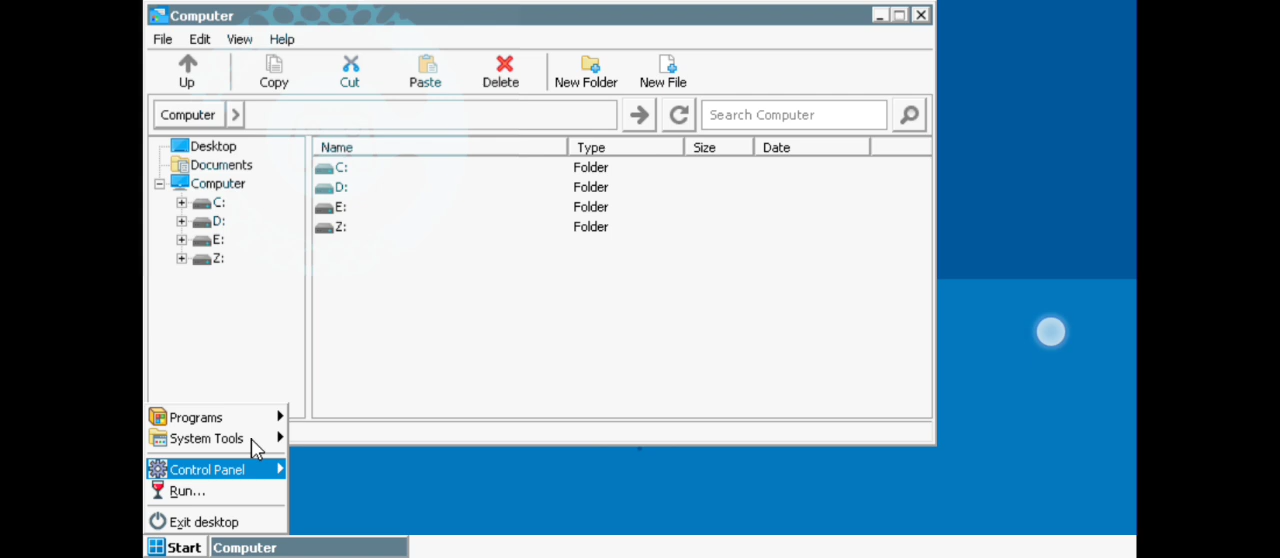 Computer
File Edit View Help
Up Copy Cut Paste Delete New Folder New File
Computer Search Computer
Desktop
Documents
Computer
C:
D:
E:
Z:
Name Type Size Date
C: Folder
D: Folder
E: Folder
Z: Folder
Programs
System Tools
Control Panel
Run...
Exit desktop
Start Computer